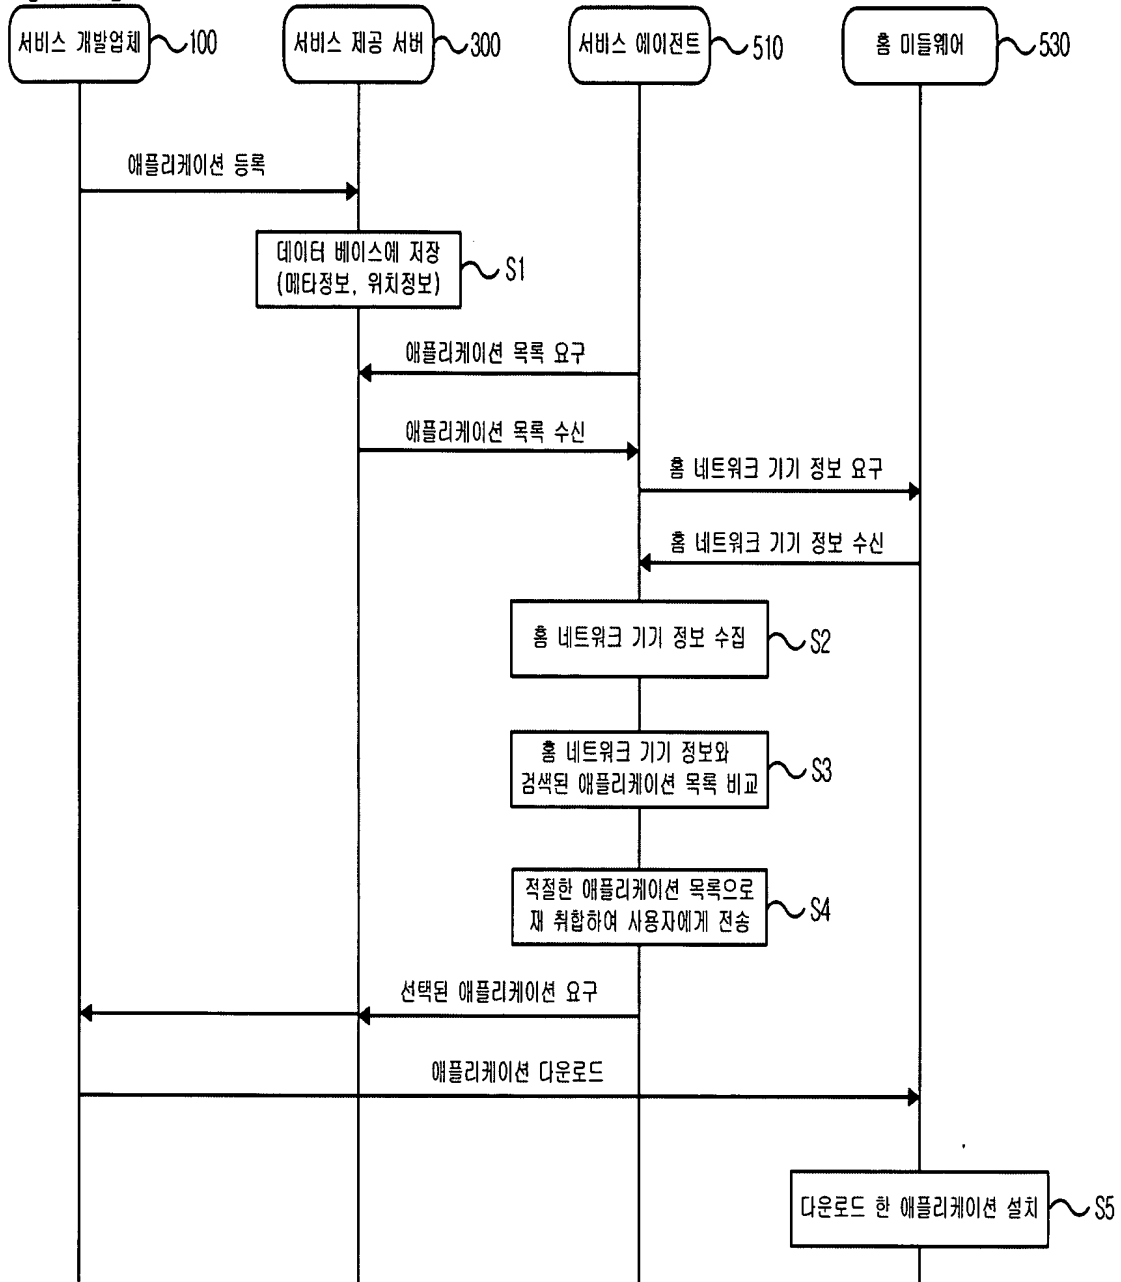 서비스 개발업체 100
서비스 제공 서버 300
서비스 에이전트 510
홈 미들웨어 530
애플리케이션 등록
데이터 베이스에 저장
(메타정보, 위치정보)
S1
애플리케이션 목록 요구
애플리케이션 목록 수신
홈 네트워크 기기 정보 요구
홈 네트워크 기기 정보 수신
홈 네트워크 기기 정보 수집
S2
홈 네트워크 기기 정보와
검색된 애플리케이션 목록 비교
S3
적절한 애플리케이션 목록으로
재 취합하여 사용자에게 전송
S4
선택된 애플리케이션 요구
애플리케이션 다운로드
다운로드 한 애플리케이션 설치
S5